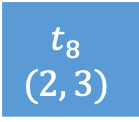 t₈
(2, 3)